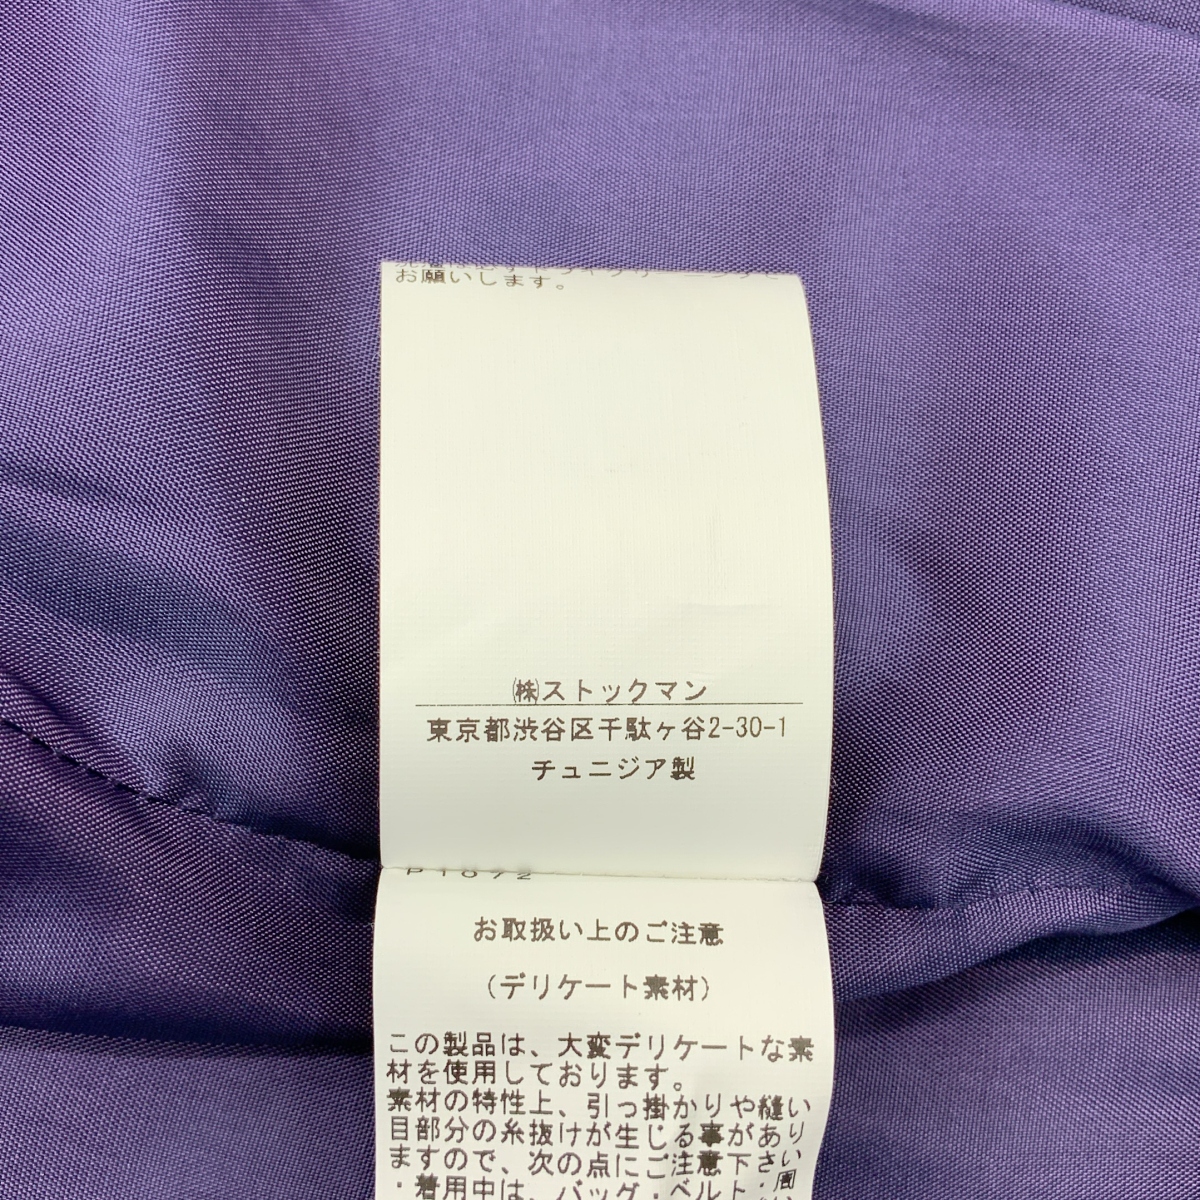 お願いします。
㈱ストックマン
東京都渋谷区千駄ヶ谷2-30-1
チュニジア製
P1072
お取扱い上のご注意
(デリケート素材)
この製品は、大変デリケートな素
材を使用しております。
素材の特性上、引っ掛かりや縫い
目部分の糸抜けが生じる事があり
ますので、次の点にご注意下さい
・着用中は、バッグ・ベルト・